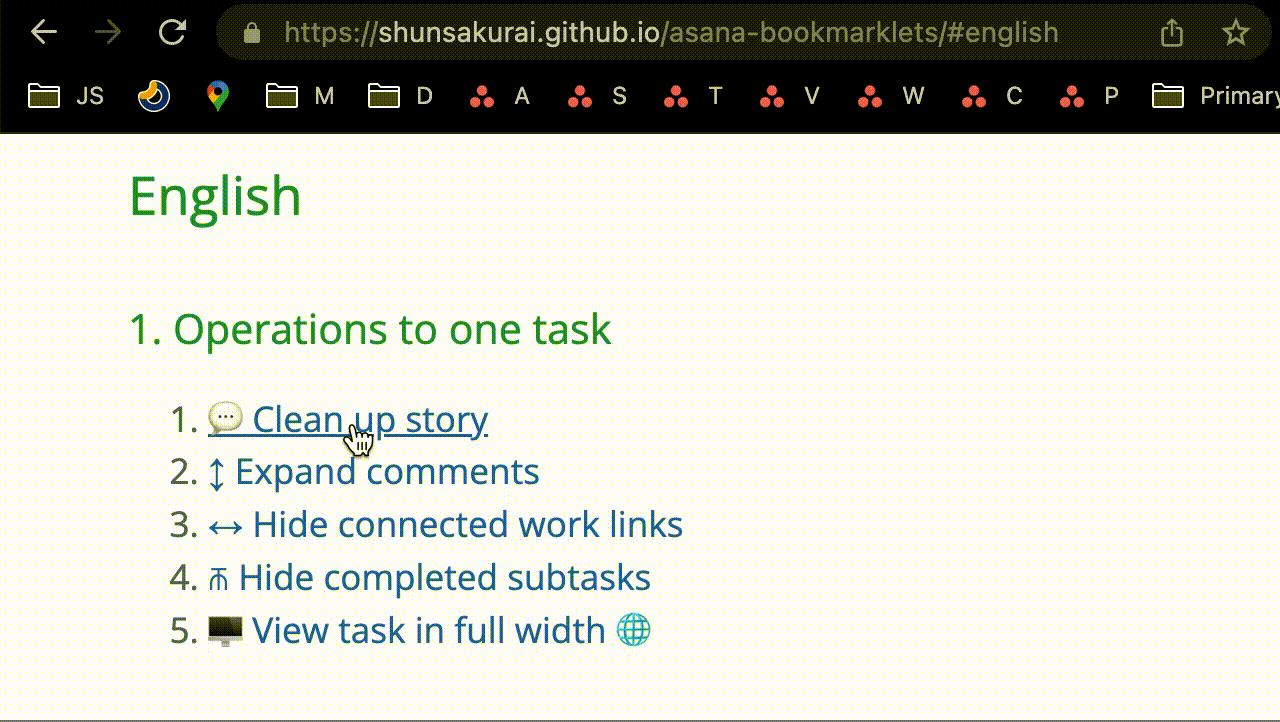 https://shunsakurai.github.io/asana-bookmarklets/#english
JS M D A S T V W C P Primary
English
1. Operations to one task
1. 💬 Clean up story
2. ↕ Expand comments
3. ↔ Hide connected work links
4. ⫚ Hide completed subtasks
5. 🖥 View task in full width 🌐